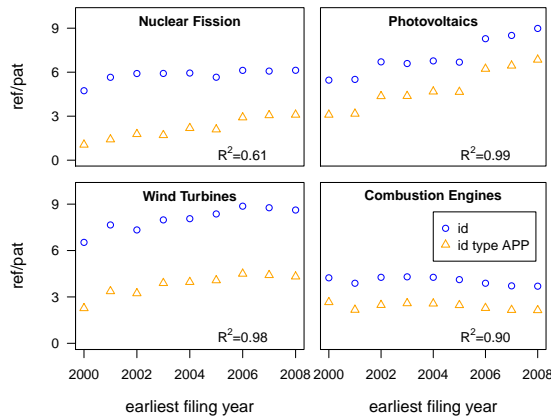 Nuclear Fission
Photovoltaics
ref/pat
9
6
3
0
R²=0.61
R²=0.99
Wind Turbines
Combustion Engines
ref/pat
9
6
3
0
id
id type APP
R²=0.98
R²=0.90
2000 2002 2004 2006 2008
2000 2002 2004 2006 2008
earliest filing year
earliest filing year